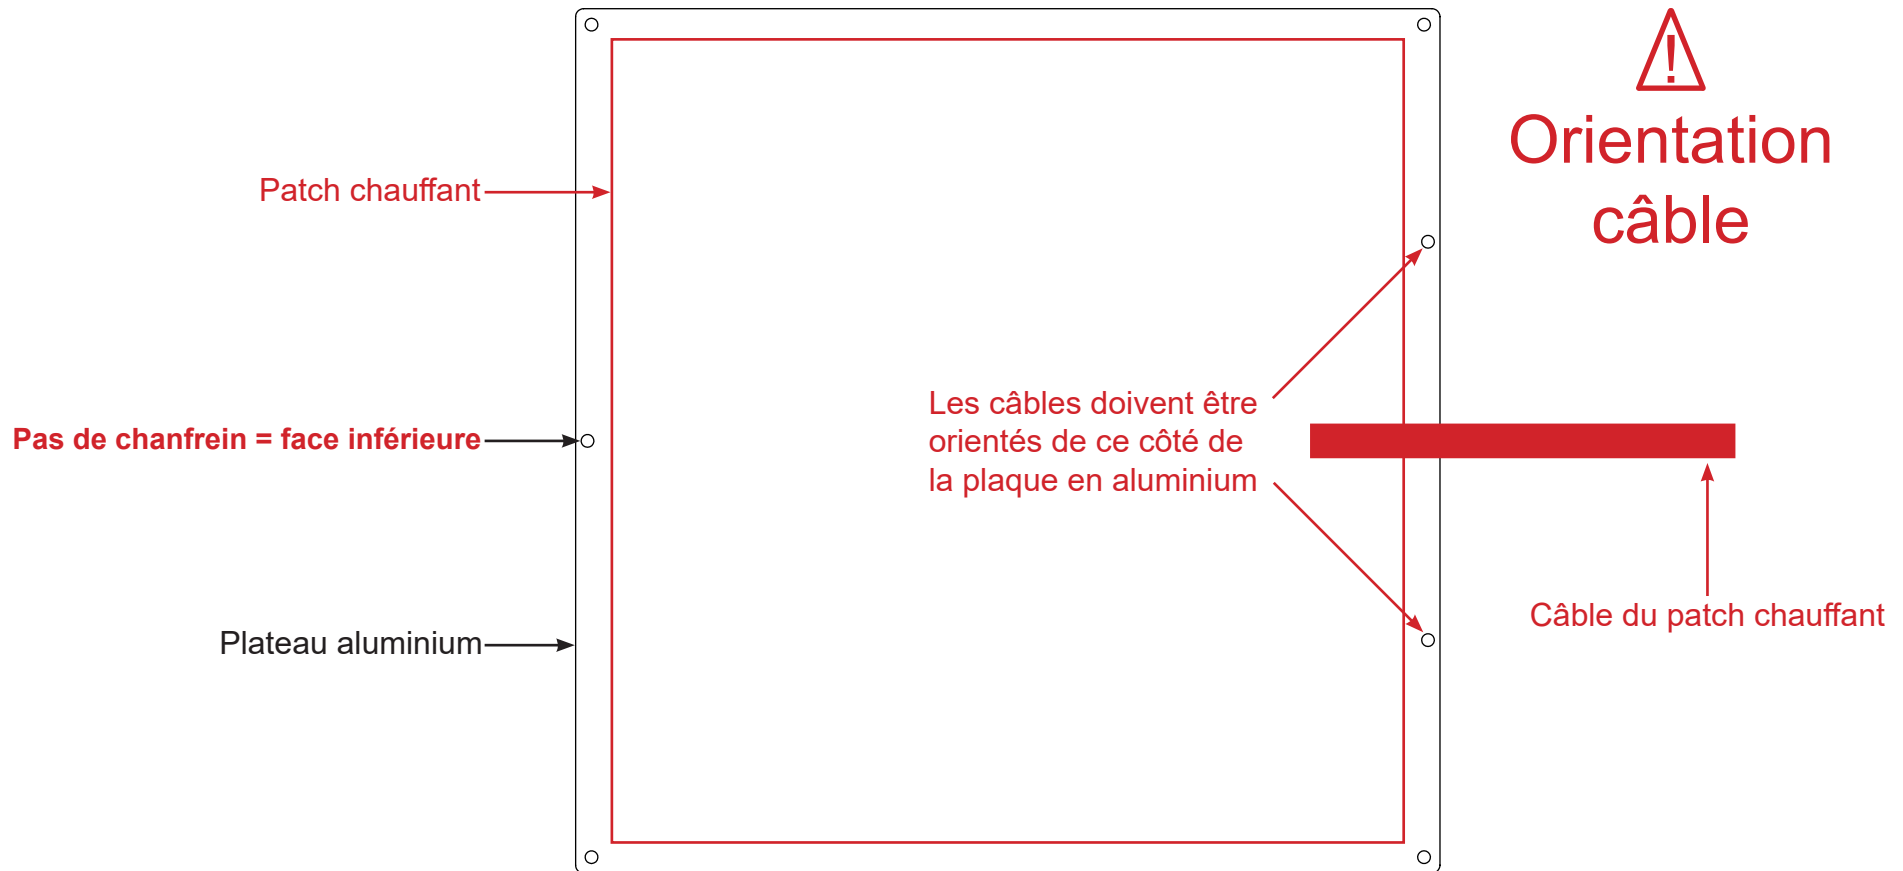 !
Orientation
câble
Patch chauffant
Les câbles doivent être
orientés de ce côté de
la plaque en aluminium
Pas de chanfrein = face inférieure
Câble du patch chauffant
Plateau aluminium